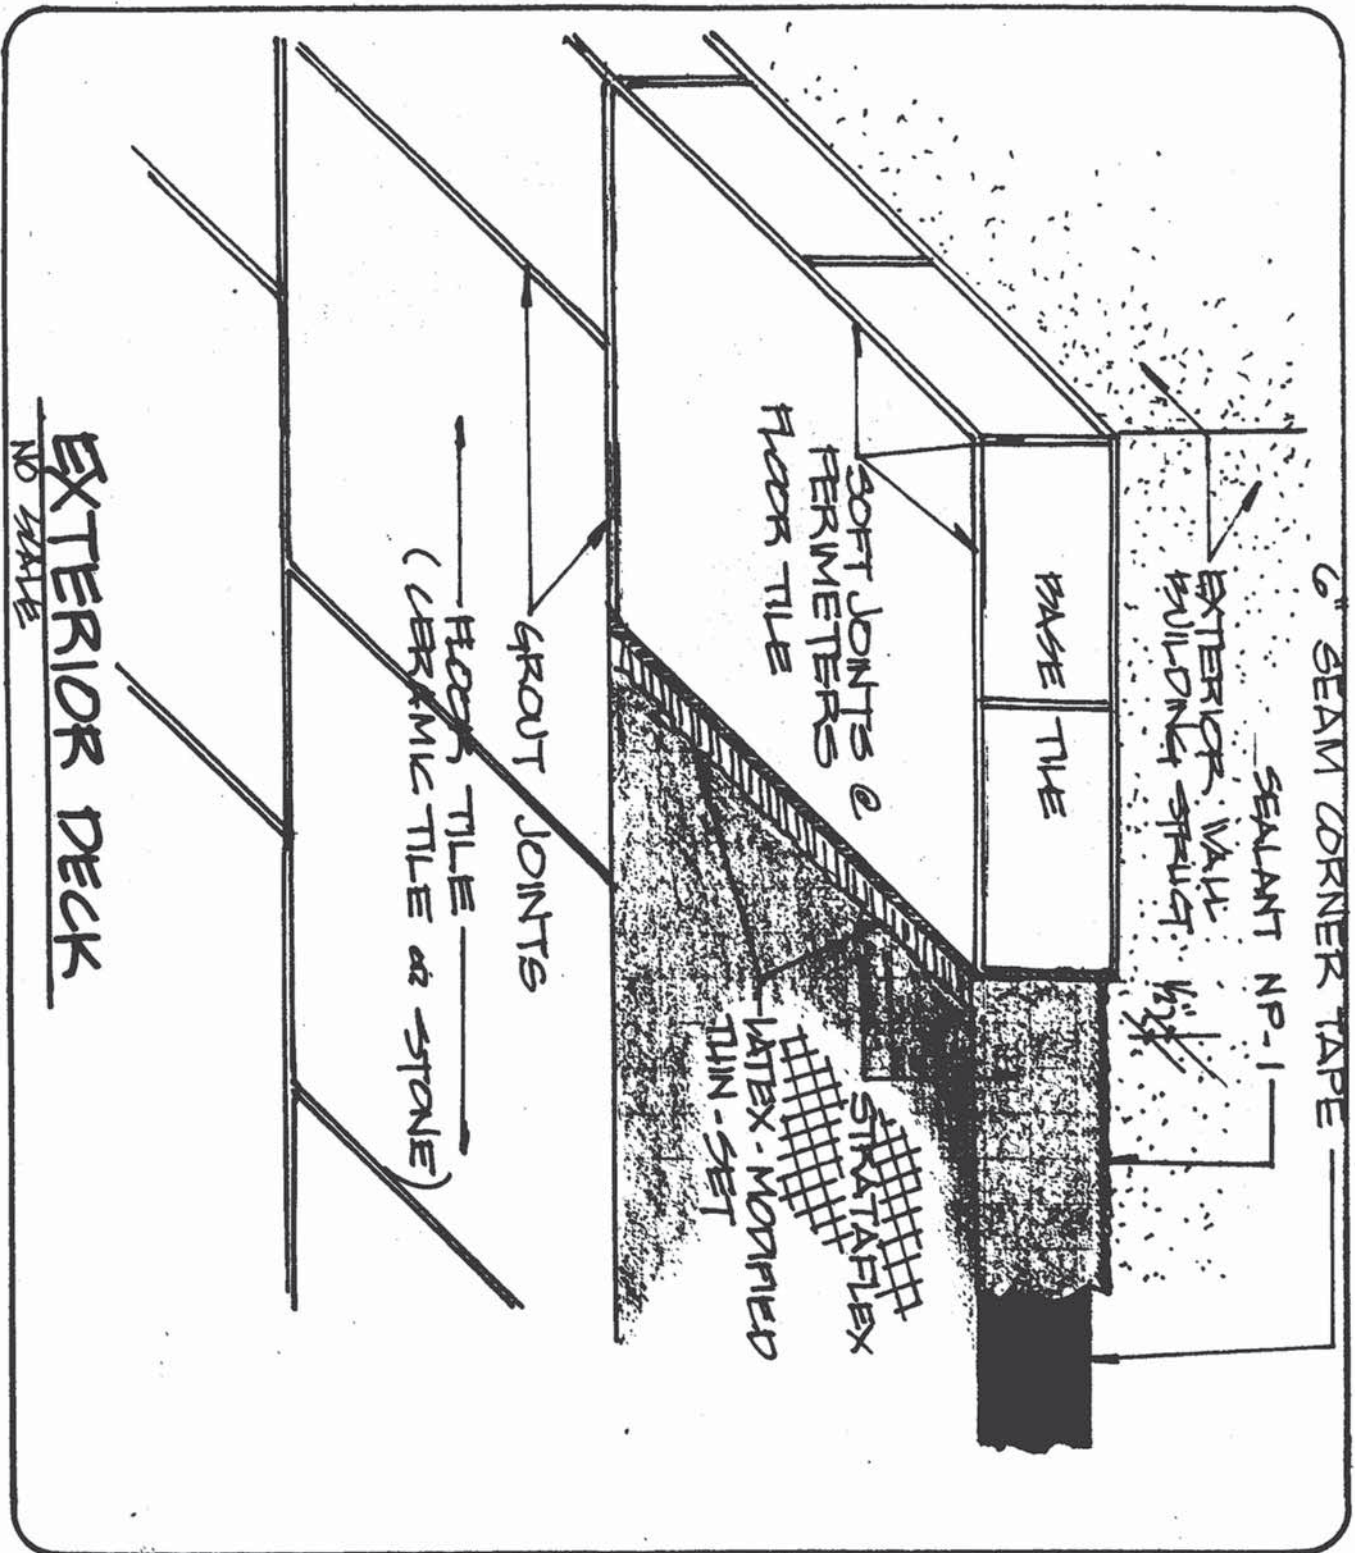 6" SEAM CORNER TAPE
SEALANT NP-1
EXTERIOR WALL
BUILDING STRUCT.
BASE TILE
SOFT JOINTS @
PERIMETERS
FLOOR TILE
STRATAFLEX
LATEX-MODIFIED
THIN-SET
GROUT JOINTS
FLOOR TILE
(CERAMIC TILE OR STONE)
EXTERIOR DECK
NO SCALE